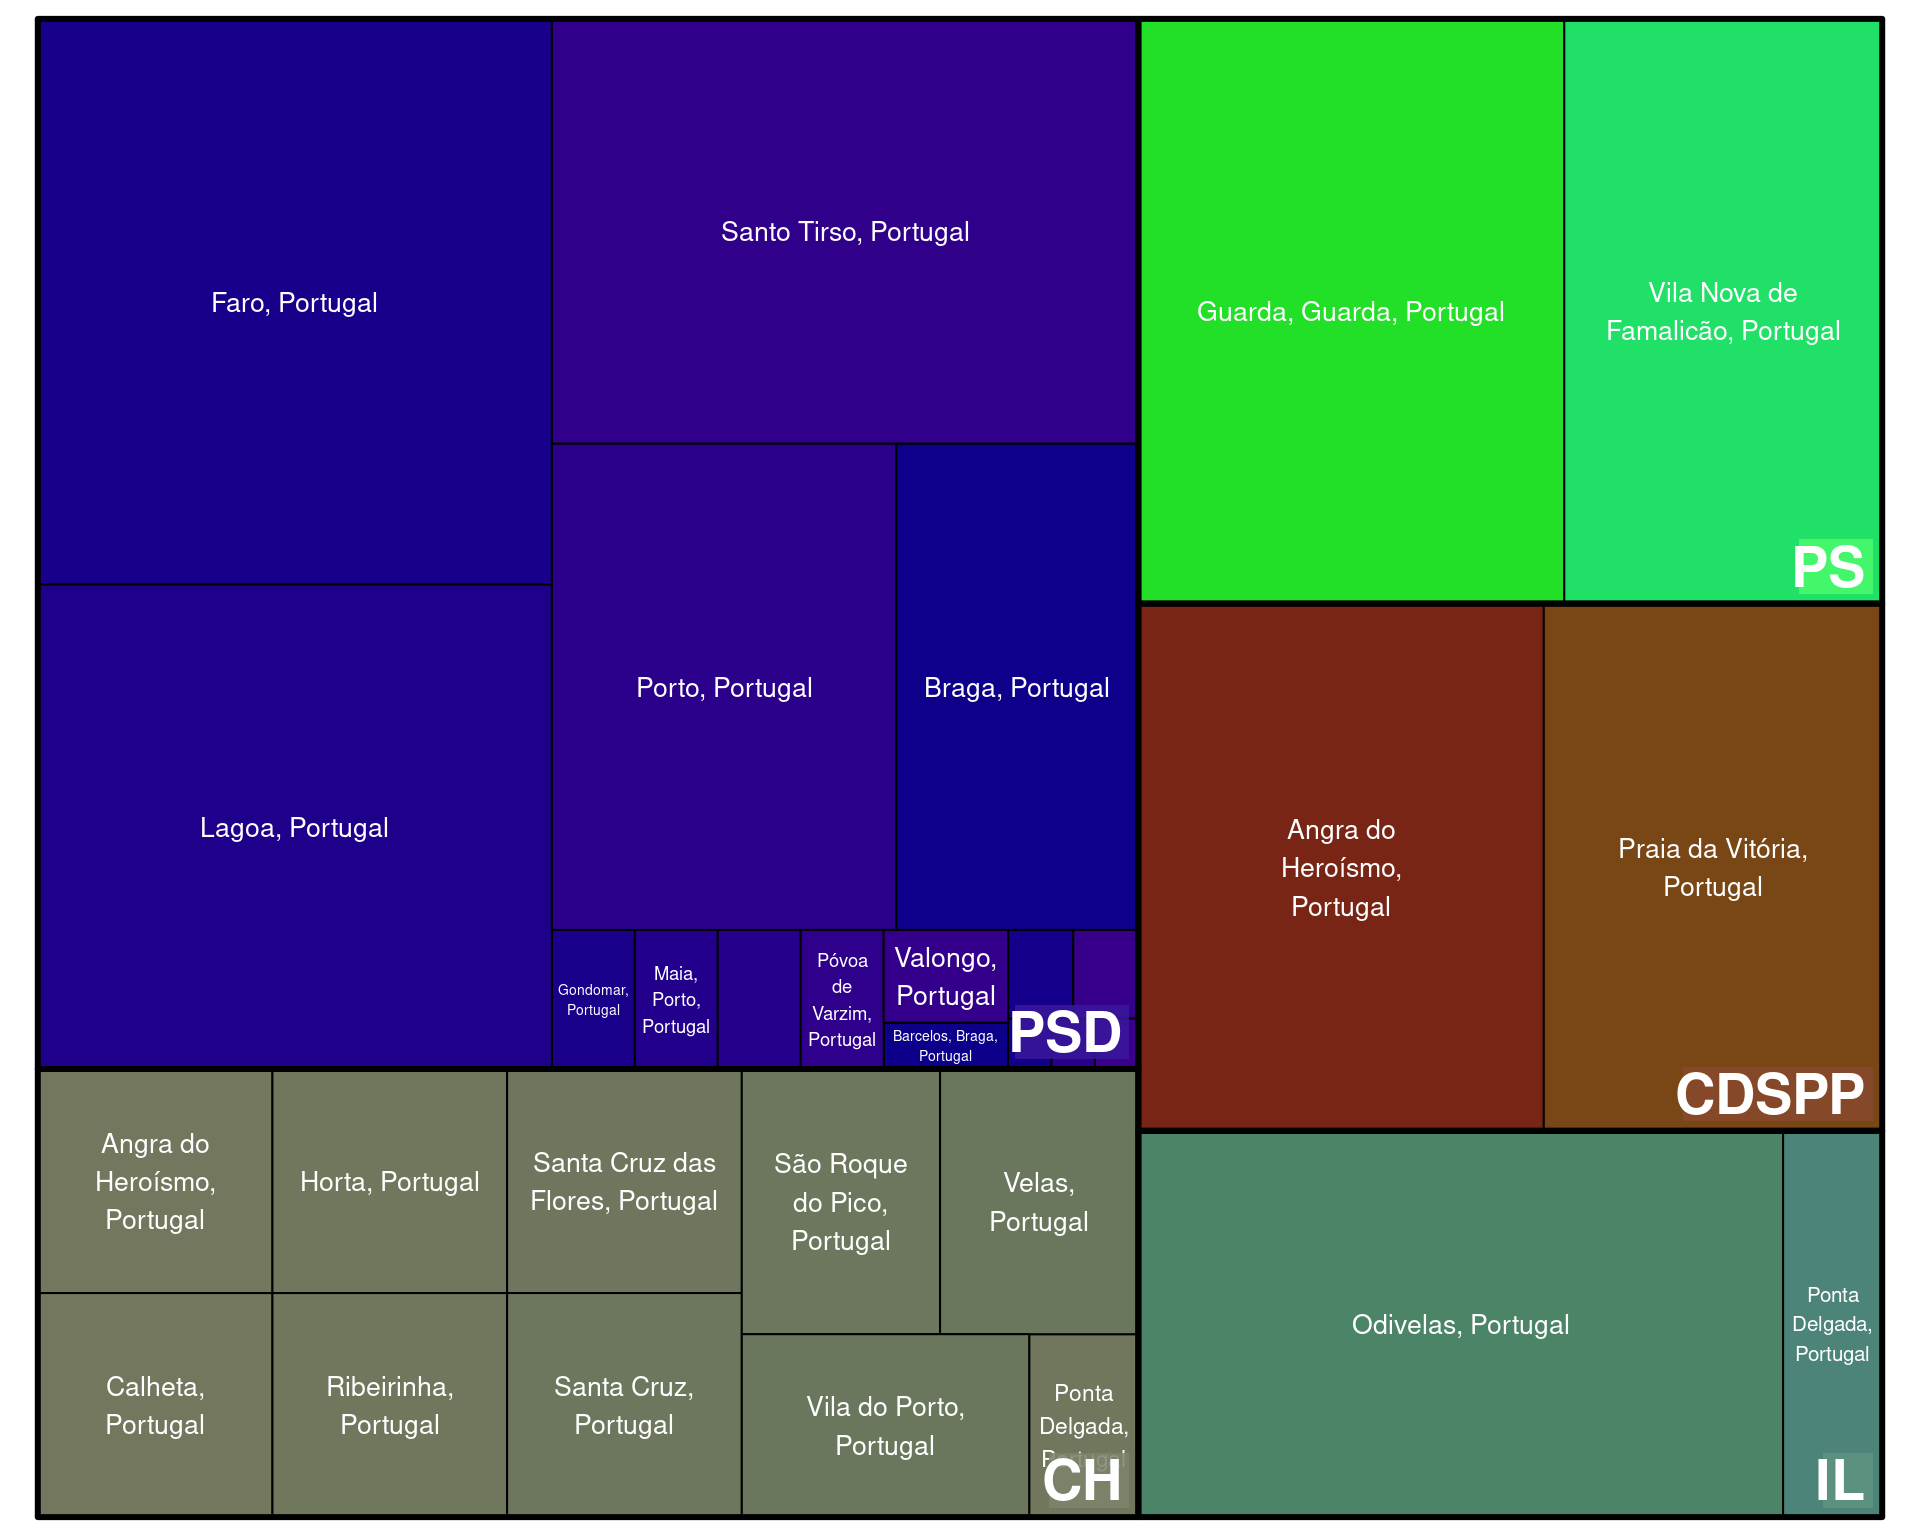 Faro, Portugal
Santo Tirso, Portugal
Lagoa, Portugal
Porto, Portugal
Braga, Portugal
Gondomar,
Portugal
Maia,
Porto,
Portugal
Póvoa
de
Varzim,
Portugal
Valongo,
Portugal
Barcelos, Braga,
Portugal
PSD
Guarda, Guarda, Portugal
Vila Nova de
Famalicão, Portugal
PS
Angra do
Heroísmo,
Portugal
Praia da Vitória,
Portugal
CDSPP
Angra do
Heroísmo,
Portugal
Horta, Portugal
Santa Cruz das
Flores, Portugal
São Roque
do Pico,
Portugal
Velas,
Portugal
Calheta,
Portugal
Ribeirinha,
Portugal
Santa Cruz,
Portugal
Vila do Porto,
Portugal
Ponta
Delgada,
Portugal
CH
Odivelas, Portugal
Ponta
Delgada,
Portugal
IL